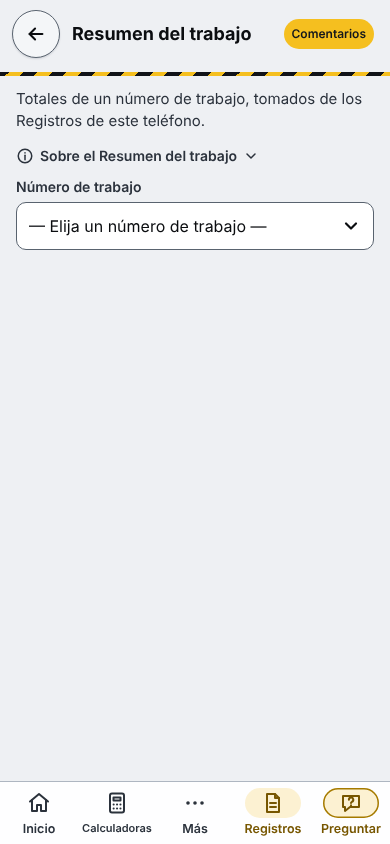 Resumen del trabajo
Comentarios
Totales de un número de trabajo, tomados de los
Registros de este teléfono.
Sobre el Resumen del trabajo
Número de trabajo
— Elija un número de trabajo —
Inicio
Calculadoras
Más
Registros
Preguntar